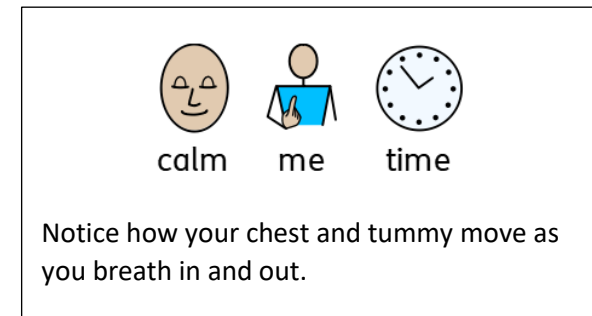 calm me time
Notice how your chest and tummy move as
you breath in and out.